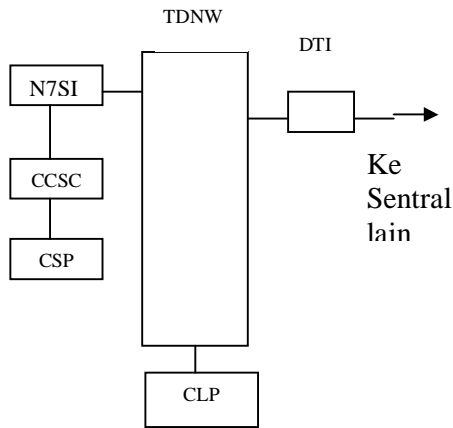 TDNW
DTI
N7SI
CCSC
CSP
Ke
Sentral
lain
CLP